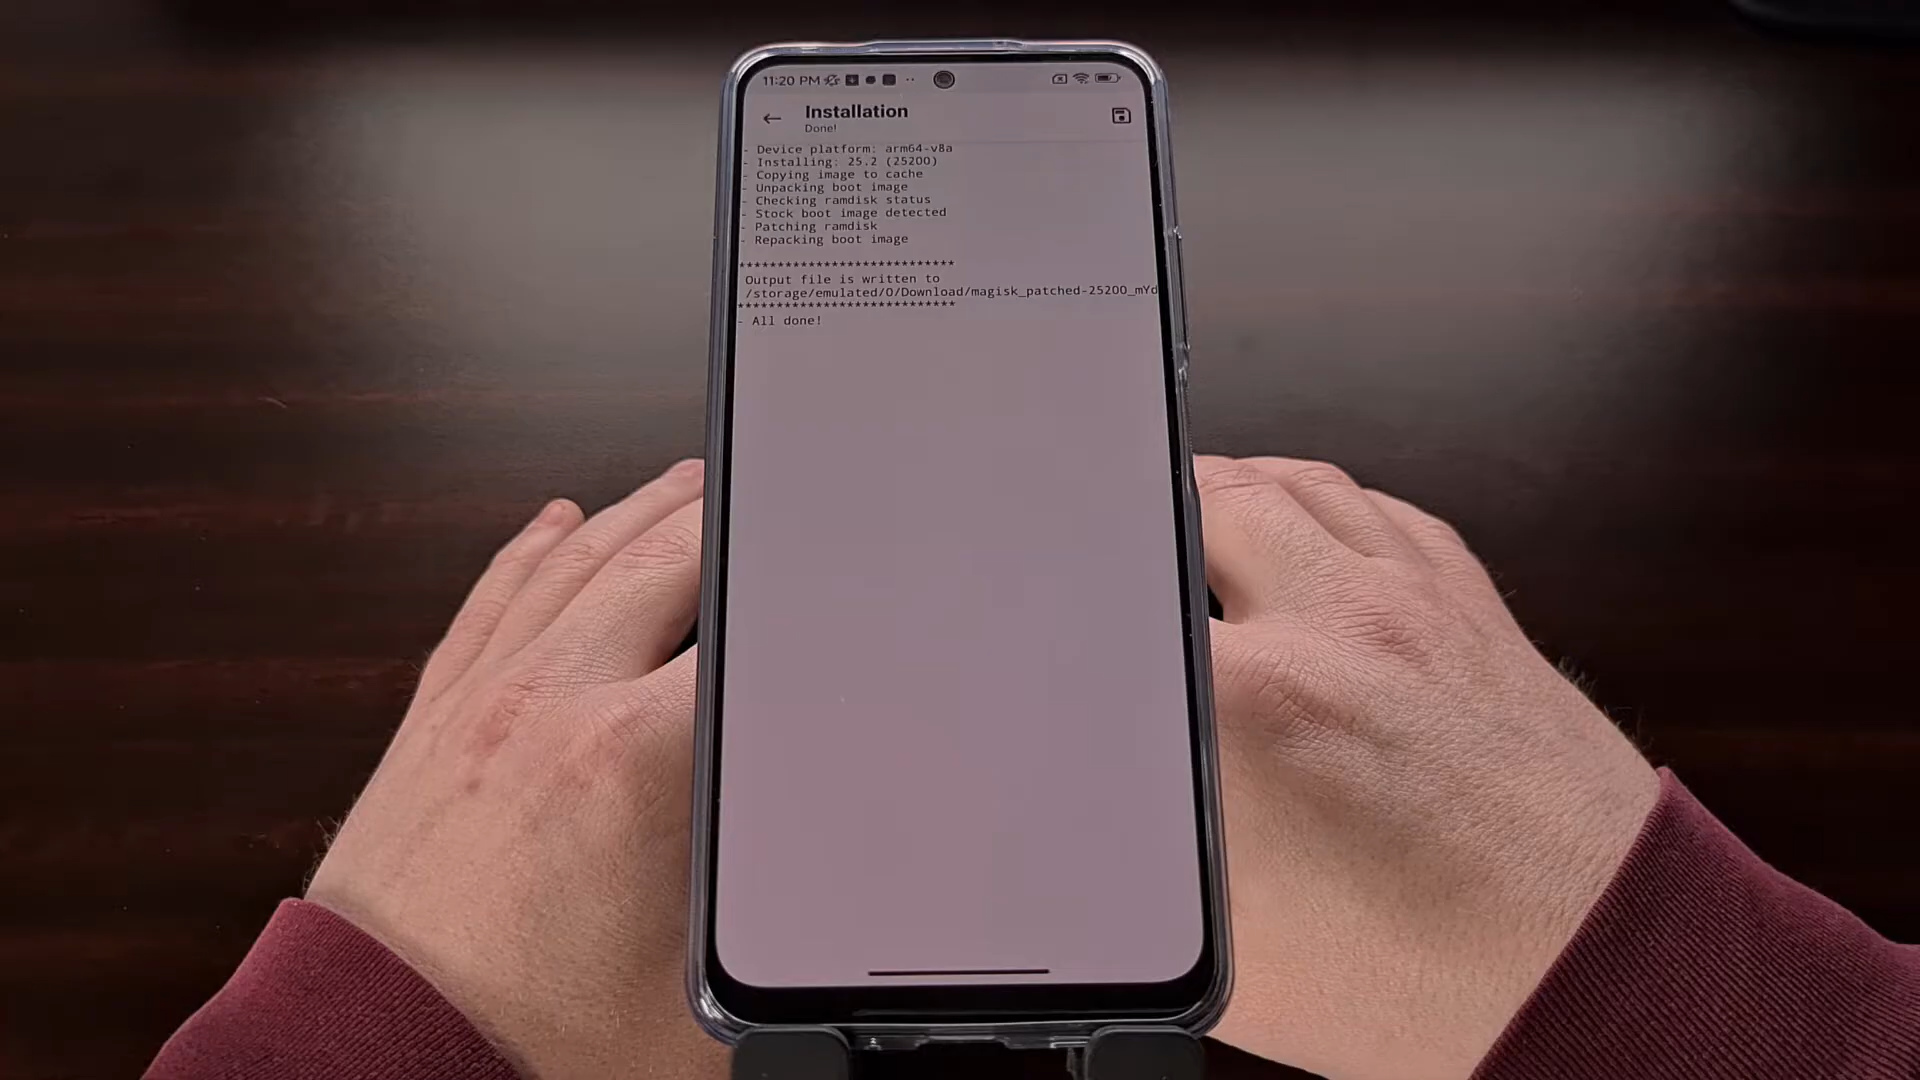 11:20 PM
Installation
Done!
- Device platform: arm64-v8a
- Installing: 25.2 (25200)
- Copying image to cache
- Unpacking boot image
- Checking ramdisk status
- Stock boot image detected
- Patching ramdisk
- Repacking boot image
****************************
Output file is written to
/storage/emulated/0/Download/magisk_patched-25200_mYd
****************************
- All done!